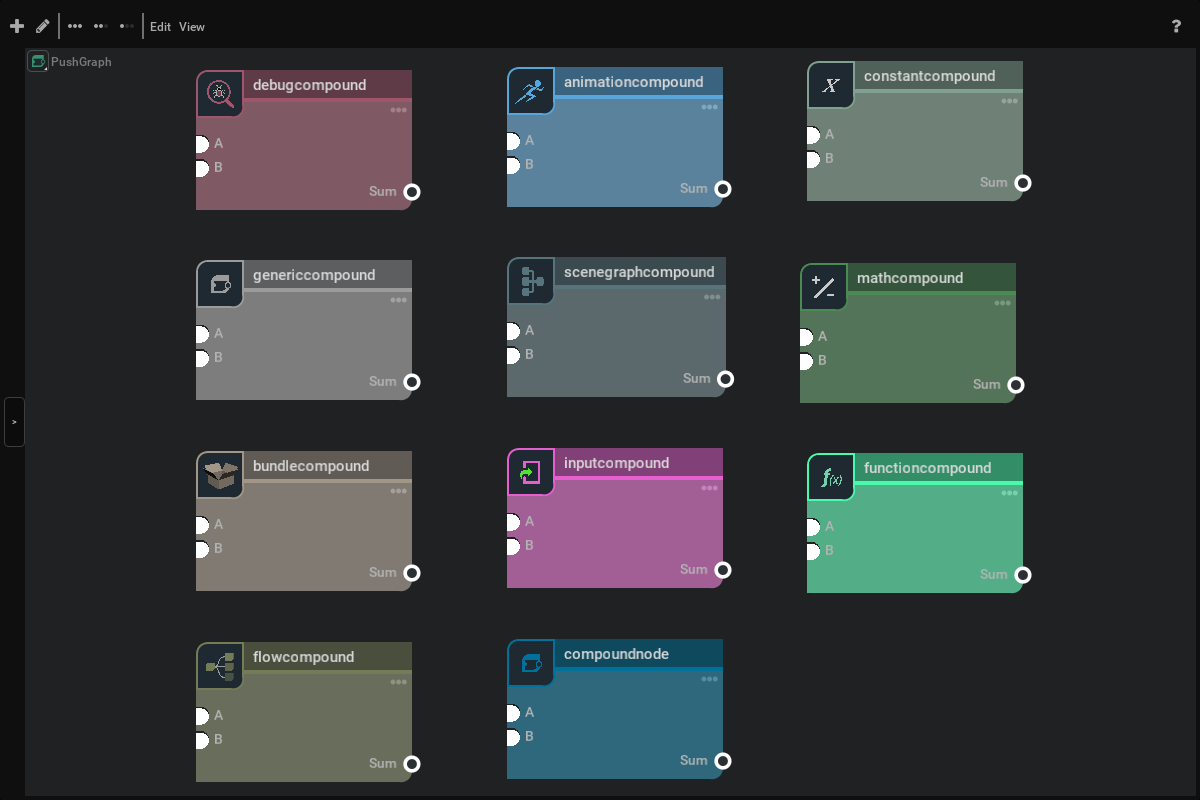 Edit View
?
PushGraph
debugcompound
A
B
Sum
animationcompound
A
B
Sum
X
constantcompound
A
B
Sum
genericcompound
A
B
Sum
scenegraphcompound
A
B
Sum
+/-
mathcompound
A
B
Sum
>
bundlecompound
A
B
Sum
inputcompound
A
B
Sum
f(x)
functioncompound
A
B
Sum
flowcompound
A
B
Sum
compoundnode
A
B
Sum